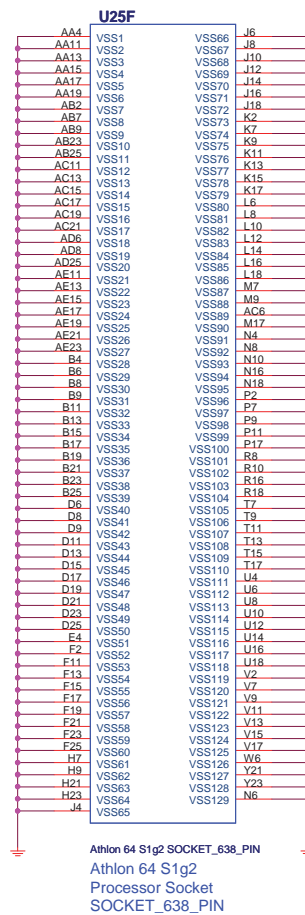 U25F
AA4 VSS1 VSS66 J6
AA11 VSS2 VSS67 J8
AA13 VSS3 VSS68 J10
AA15 VSS4 VSS69 J12
AA17 VSS5 VSS70 J14
AA19 VSS6 VSS71 J16
AB2 VSS7 VSS72 J18
AB7 VSS8 VSS73 K2
AB9 VSS9 VSS74 K7
AB23 VSS10 VSS75 K9
AB25 VSS11 VSS76 K11
AC11 VSS12 VSS77 K13
AC13 VSS13 VSS78 K15
AC15 VSS14 VSS79 K17
AC17 VSS15 VSS80 L6
AC19 VSS16 VSS81 L8
AC21 VSS17 VSS82 L10
AD6 VSS18 VSS83 L12
AD8 VSS19 VSS84 L14
AD25 VSS20 VSS85 L16
AE11 VSS21 VSS86 L18
AE13 VSS22 VSS87 M7
AE15 VSS23 VSS88 M9
AE17 VSS24 VSS89 AC6
AE19 VSS25 VSS90 M17
AE21 VSS26 VSS91 N4
AE23 VSS27 VSS92 N8
B4 VSS28 VSS93 N10
B6 VSS29 VSS94 N16
B8 VSS30 VSS95 N18
B9 VSS31 VSS96 P2
B11 VSS32 VSS97 P7
B13 VSS33 VSS98 P9
B15 VSS34 VSS99 P11
B17 VSS35 VSS100 P17
B19 VSS36 VSS101 R8
B21 VSS37 VSS102 R10
B23 VSS38 VSS103 R16
B25 VSS39 VSS104 R18
D6 VSS40 VSS105 T7
D8 VSS41 VSS106 T9
D9 VSS42 VSS107 T11
D11 VSS43 VSS108 T13
D13 VSS44 VSS109 T15
D15 VSS45 VSS110 T17
D17 VSS46 VSS111 U4
D19 VSS47 VSS112 U6
D21 VSS48 VSS113 U8
D23 VSS49 VSS114 U10
D25 VSS50 VSS115 U12
E4 VSS51 VSS116 U14
F2 VSS52 VSS117 U16
F11 VSS53 VSS118 U18
F13 VSS54 VSS119 V2
F15 VSS55 VSS120 V7
F17 VSS56 VSS121 V9
F19 VSS57 VSS122 V11
F21 VSS58 VSS123 V13
F23 VSS59 VSS124 V15
F25 VSS60 VSS125 V17
H7 VSS61 VSS126 W6
H9 VSS62 VSS127 Y21
H21 VSS63 VSS128 Y23
H23 VSS64 VSS129 N6
J4 VSS65
Athlon 64 S1g2 SOCKET_638_PIN
Athlon 64 S1g2
Processor Socket
SOCKET_638_PIN